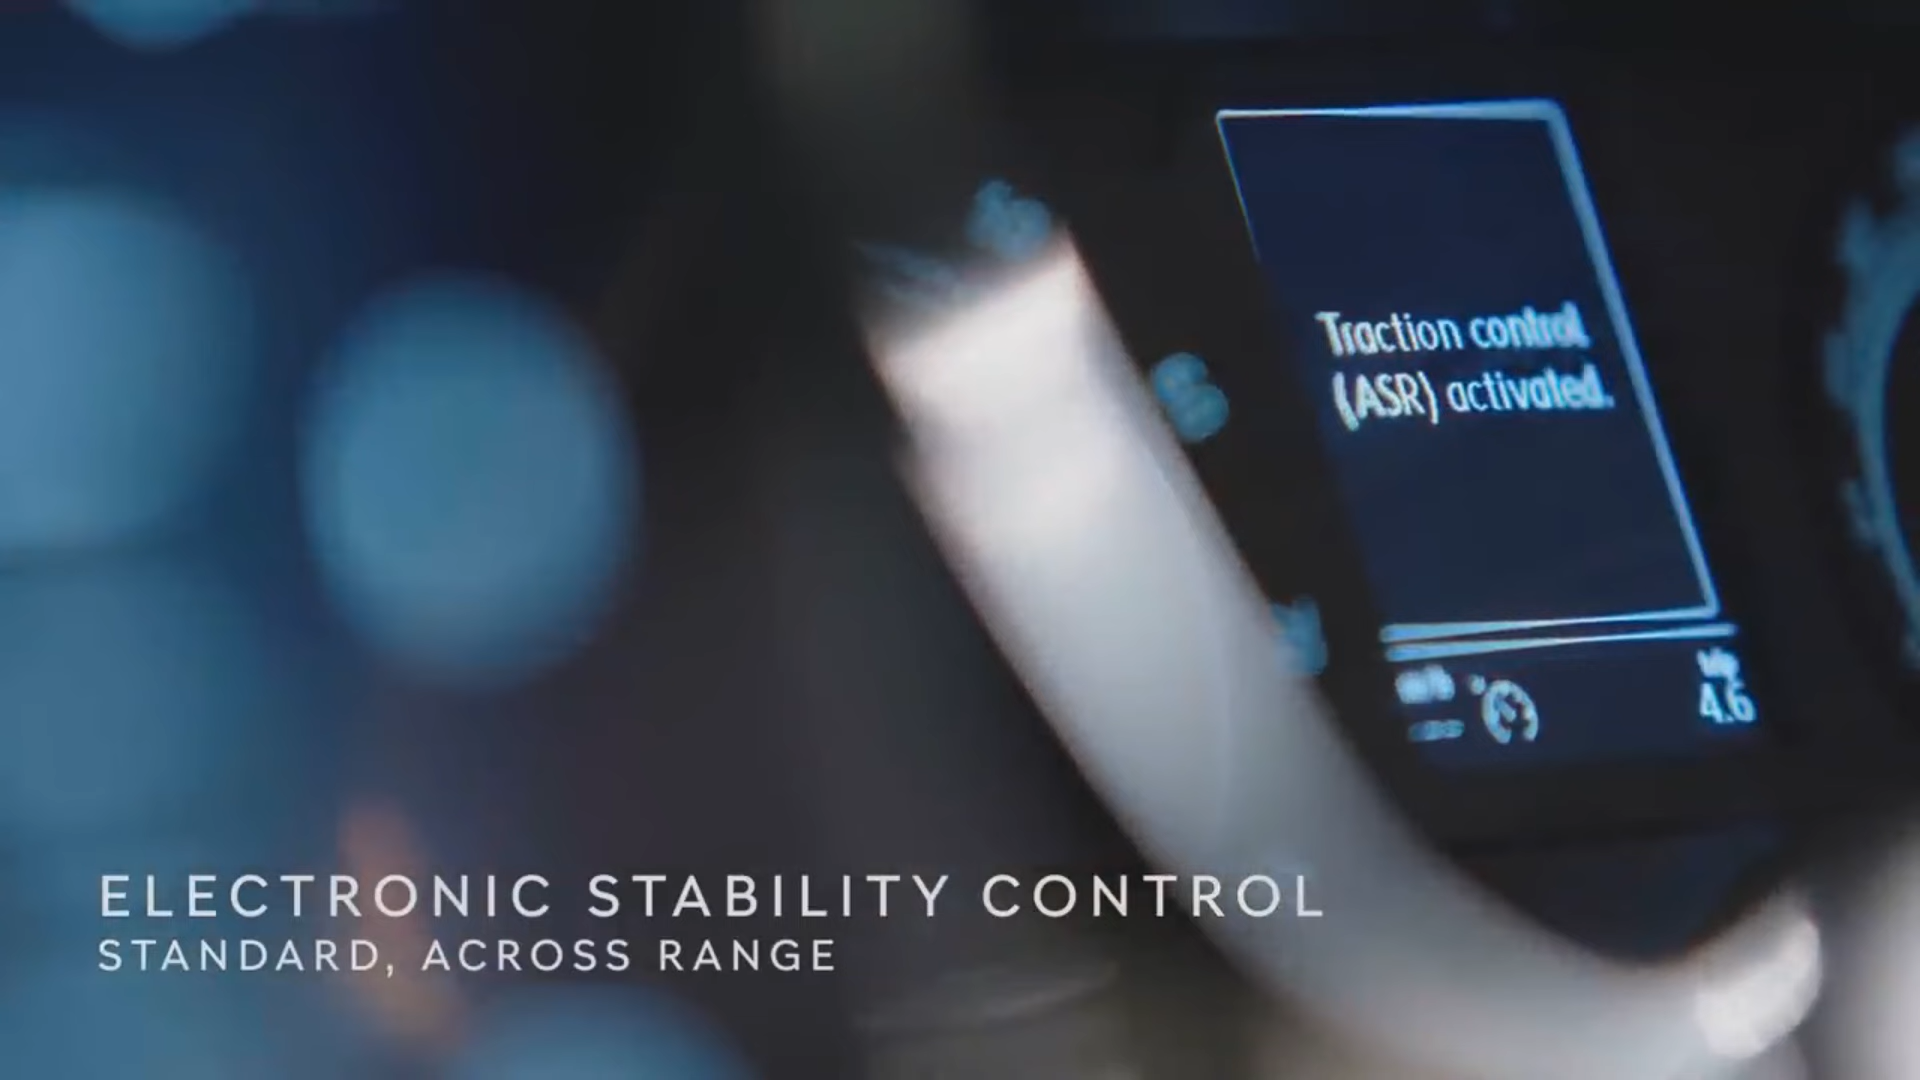 Traction control
(ASR) activated.
4.6
ELECTRONIC STABILITY CONTROL
STANDARD, ACROSS RANGE